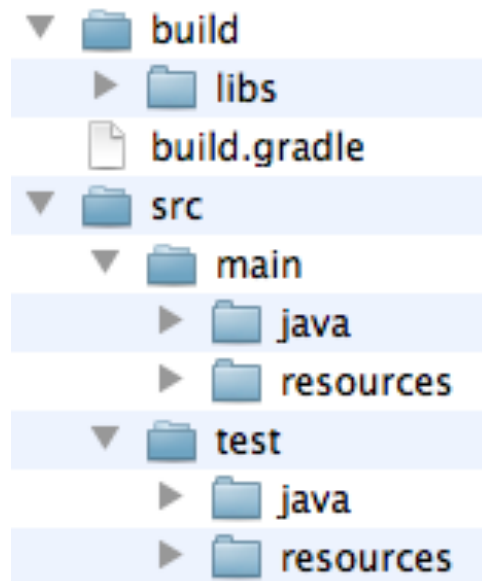 build
libs
build.gradle
src
main
java
resources
test
java
resources